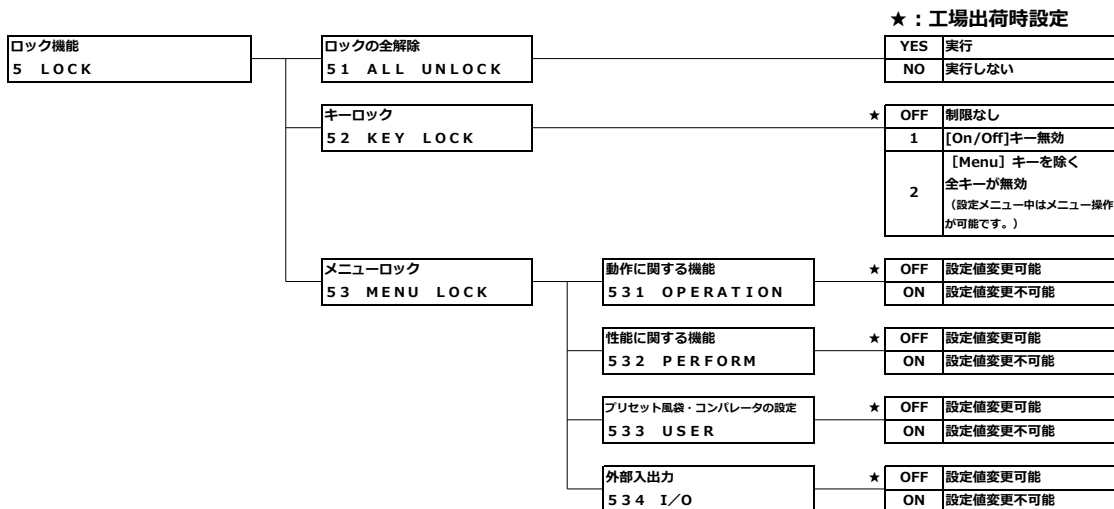 ★：工場出荷時設定
ロック機能
5 LOCK
ロックの全解除
51 ALL UNLOCK
YES 実行
NO 実行しない
キーロック
52 KEY LOCK
★ OFF 制限なし
1 [On/Off]キー無効
2 ［Menu］キーを除く
全キーが無効
（設定メニュー中はメニュー操作
が可能です。）
メニューロック
53 MENU LOCK
動作に関する機能
531 OPERATION
★ OFF 設定値変更可能
ON 設定値変更不可能
性能に関する機能
532 PERFORM
★ OFF 設定値変更可能
ON 設定値変更不可能
プリセット風袋・コンパレータの設定
533 USER
★ OFF 設定値変更可能
ON 設定値変更不可能
外部入出力
534 I／O
★ OFF 設定値変更可能
ON 設定値変更不可能